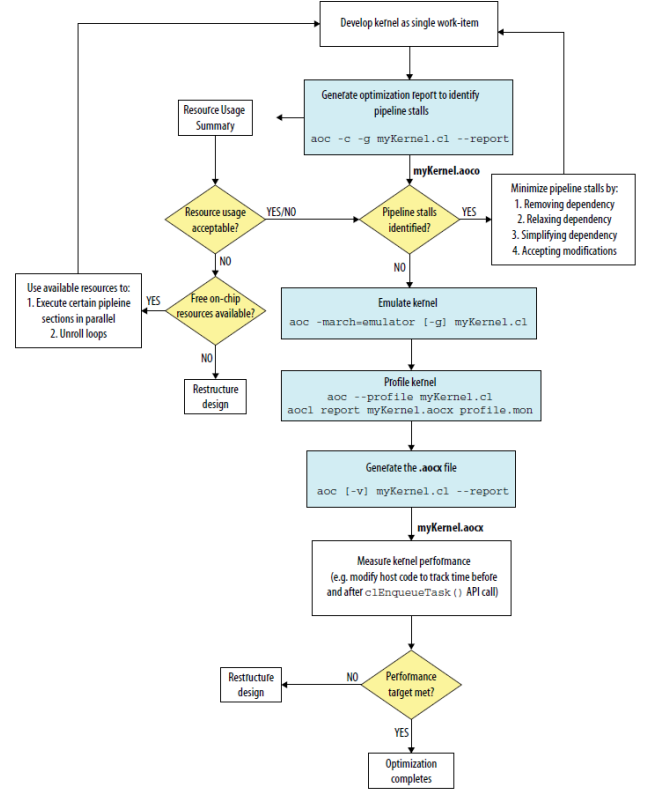 Develop kernel as single work-item
Generate optimization report to identify
pipeline stalls
aoc -c -g myKernel.cl --report
Resource Usage
Summary
myKernel.aoco
Resource usage
acceptable?
YES/NO
Pipeline stalls
identified?
YES
Minimize pipeline stalls by:
1. Removing dependency
2. Relaxing dependency
3. Simplifying dependency
4. Accepting modifications
NO
NO
Use available resources to:
1. Execute certain pipleine
sections in parallel
2. Unroll loops
YES
Free on-chip
resources available?
Emulate kernel
aoc -march=emulator [-g] myKernel.cl
NO
Restructure
design
Profile kernel
aoc --profile myKernel.cl
aocl report myKernel.aocx profile.mon
Generate the .aocx file
aoc [-v] myKernel.cl --report
myKernel.aocx
Measure kernel performance
(e.g. modify host code to track time before
and after clEnqueueTask() API call)
Restructure
design
NO
Performance
target met?
YES
Optimization
completes